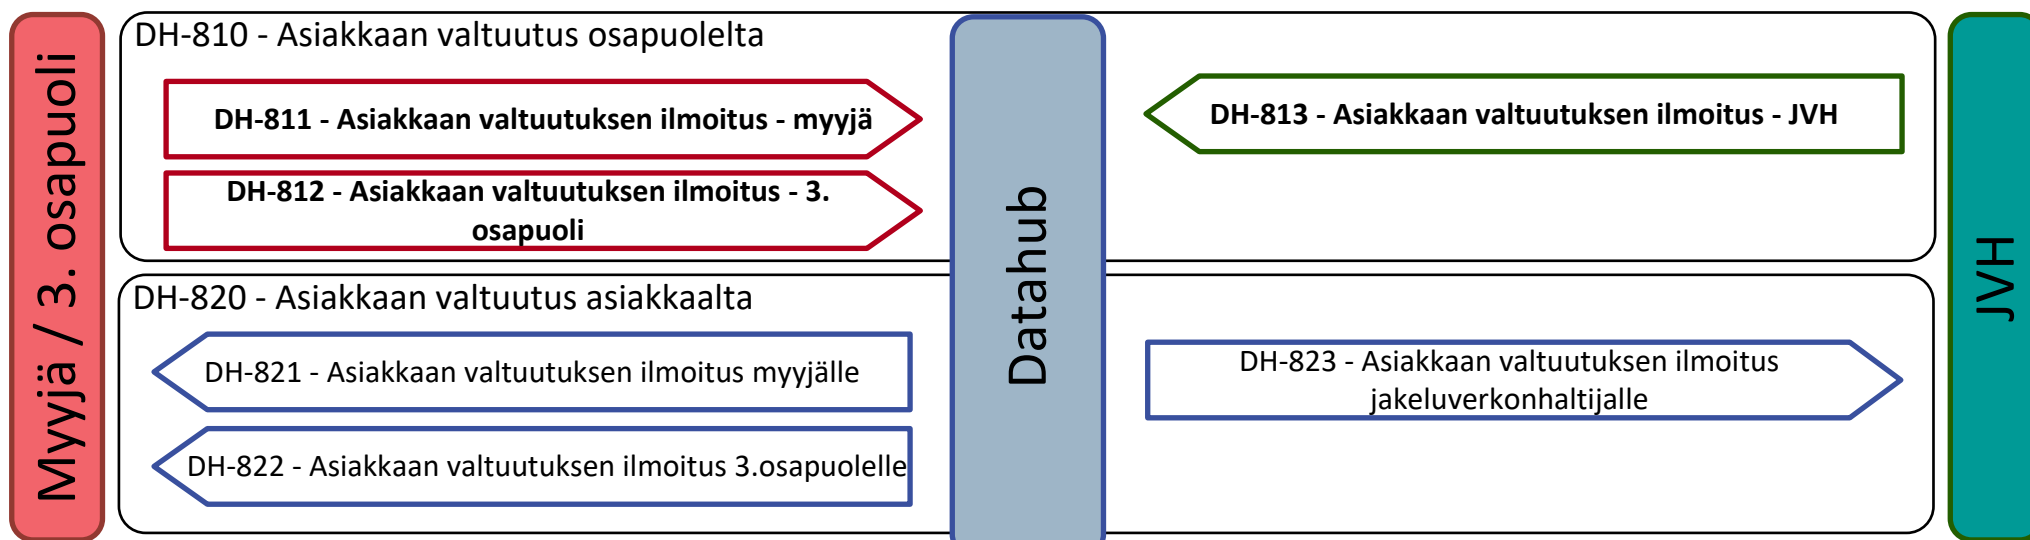 Myyjä / 3. osapuoli
DH-810 - Asiakkaan valtuutus osapuolelta
DH-811 - Asiakkaan valtuutuksen ilmoitus - myyjä
DH-812 - Asiakkaan valtuutuksen ilmoitus - 3.
osapuoli
DH-813 - Asiakkaan valtuutuksen ilmoitus - JVH
Datahub
DH-820 - Asiakkaan valtuutus asiakkaalta
DH-821 - Asiakkaan valtuutuksen ilmoitus myyjälle
DH-822 - Asiakkaan valtuutuksen ilmoitus 3.osapuolelle
DH-823 - Asiakkaan valtuutuksen ilmoitus
jakeluverkonhaltijalle
JVH